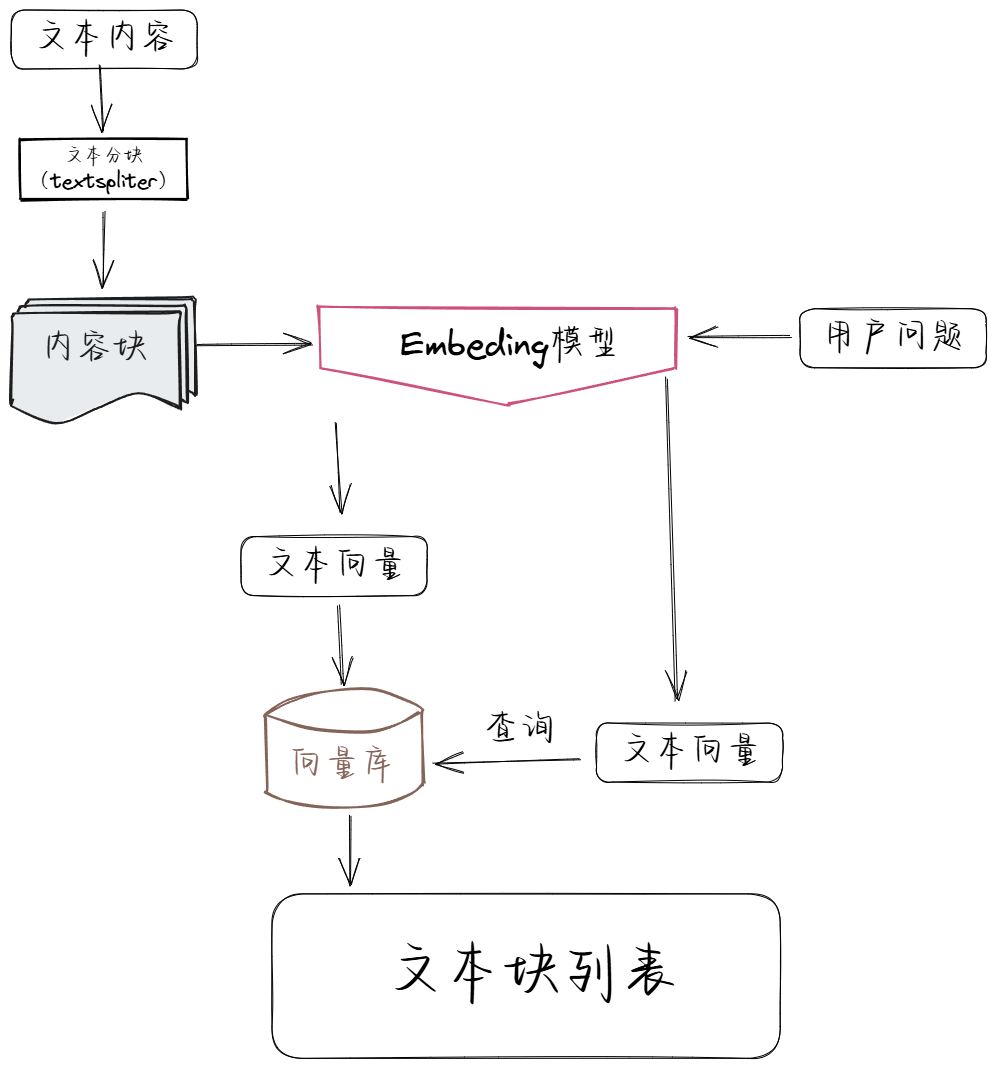 文本内容
文本分块
（textspliter）
内容块
Embeding模型
用户问题
文本向量
查询
文本向量
向量库
文本块列表